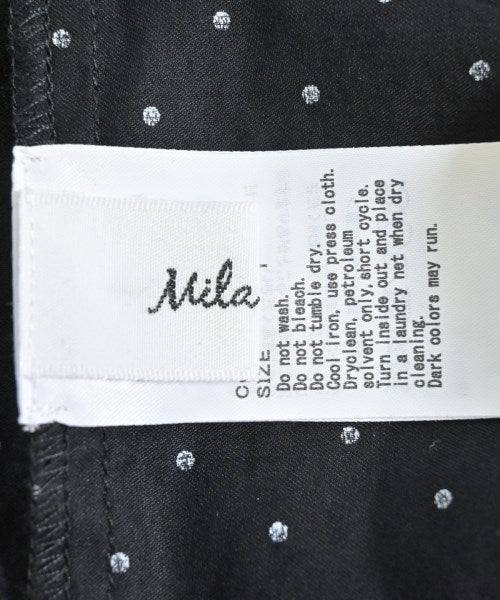 Mila
SIZE
Do not wash.
Do not bleach.
Do not tumble dry.
Cool iron, use press cloth.
Dryclean, petroleum
solvent only, short cycle.
Turn inside out and place
in a laundry net when dry
cleaning.
Dark colors may run.